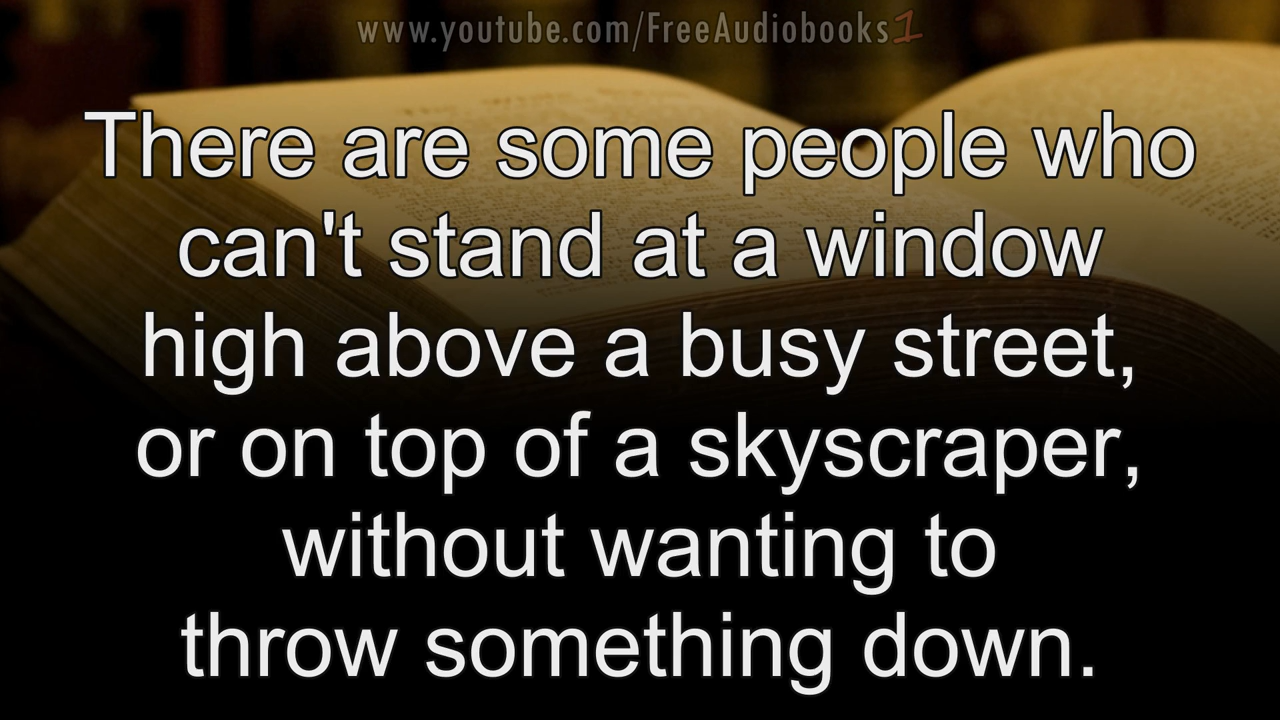 www.youtube.com/FreeAudiobooks1
There are some people who
can't stand at a window
high above a busy street,
or on top of a skyscraper,
without wanting to
throw something down.